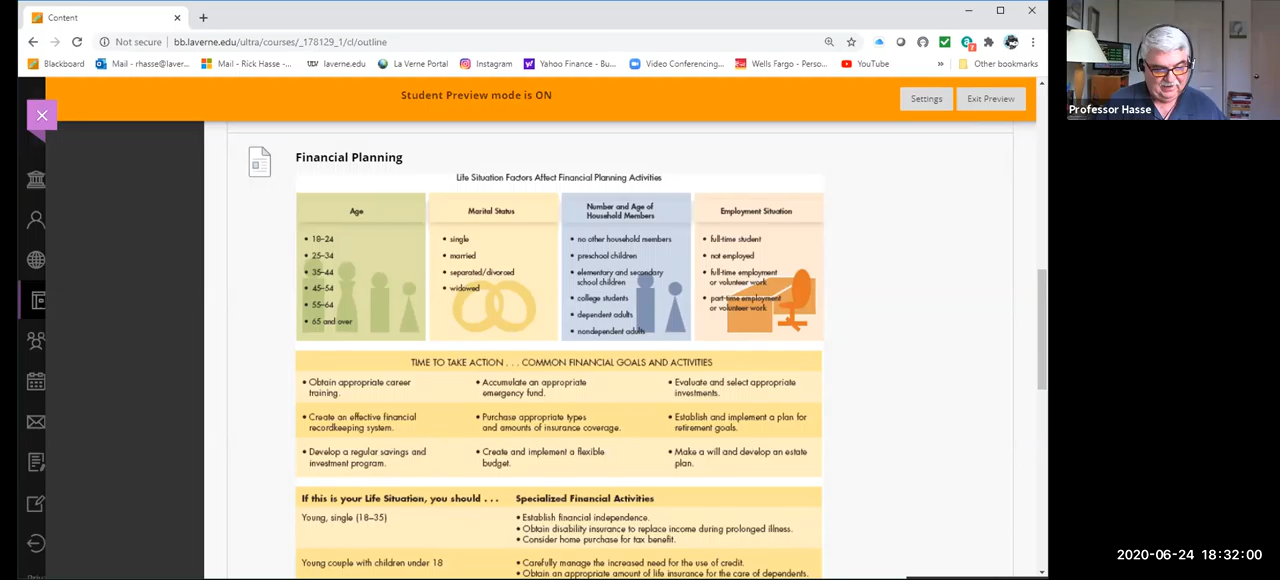 Content
Not secure | bb.laverne.edu/ultra/courses/_178129_1/cl/outline
Blackboard Mail - rhasse@laver... Mail - Rick Hasse -... ULV laverne.edu La Verne Portal Instagram Yahoo Finance - Bu... Video Conferencing... Wells Fargo - Perso... YouTube » Other bookmarks
Student Preview mode is ON
Settings
Exit Preview
Professor Hasse
Financial Planning
Life Situation Factors Affect Financial Planning Activities
Age
• 18–24
• 25–34
• 35–44
• 45–54
• 55–64
• 65 and over
Marital Status
• single
• married
• separated/divorced
• widowed
Number and Age of
Household Members
• no other household members
• preschool children
• elementary and secondary
school children
• college students
• dependent adults
• nondependent adults
Employment Situation
• full-time student
• not employed
• full-time employment
or volunteer work
• part-time employment
or volunteer work
TIME TO TAKE ACTION . . . COMMON FINANCIAL GOALS AND ACTIVITIES
• Obtain appropriate career
training.
• Accumulate an appropriate
emergency fund.
• Evaluate and select appropriate
investments.
• Create an effective financial
recordkeeping system.
• Purchase appropriate types
and amounts of insurance coverage.
• Establish and implement a plan for
retirement goals.
• Develop a regular savings and
investment program.
• Create and implement a flexible
budget.
• Make a will and develop an estate
plan.
If this is your Life Situation, you should . . .
Specialized Financial Activities
Young, single (18–35)
• Establish financial independence.
• Obtain disability insurance to replace income during prolonged illness.
• Consider home purchase for tax benefit.
Young couple with children under 18
• Carefully manage the increased need for the use of credit.
• Obtain an appropriate amount of life insurance for the care of dependents.
2020-06-24 18:32:00